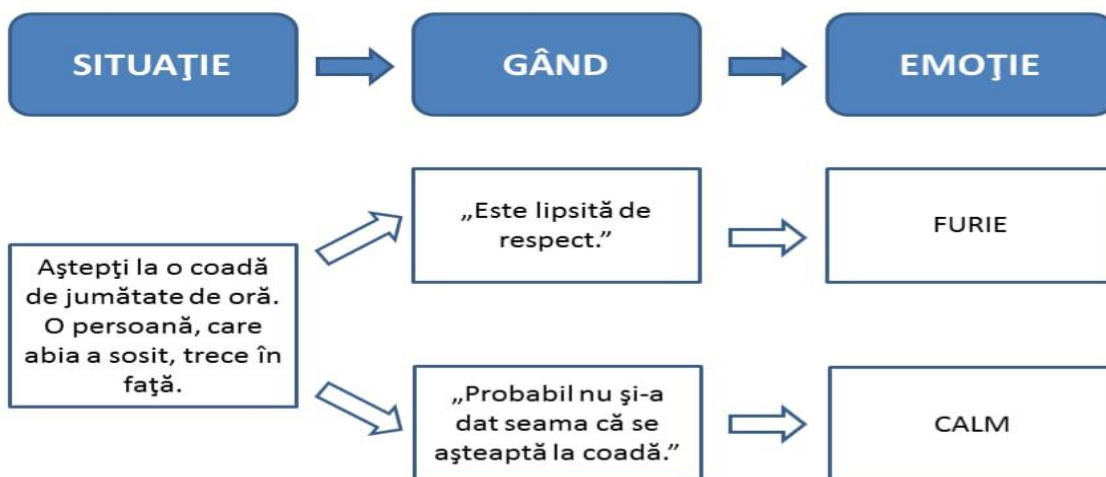 SITUAŢIE
GÂND
EMOŢIE
Aştepţi la o coadă
de jumătate de oră.
O persoană, care
abia a sosit, trece în
faţă.
„Este lipsită de
respect.”
FURIE
„Probabil nu şi-a
dat seama că se
aşteaptă la coadă.”
CALM